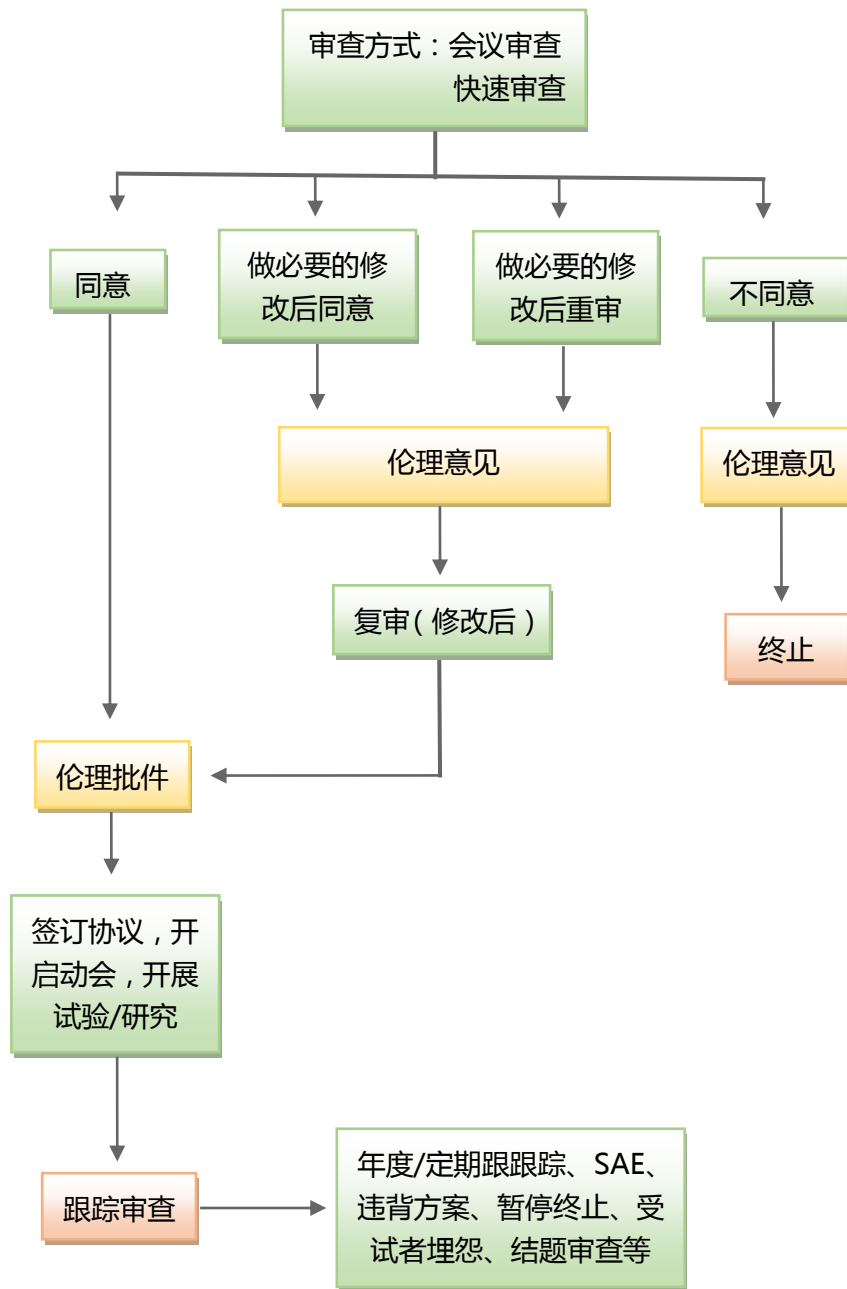 审查方式：会议审查
快速审查
同意
做必要的修
改后同意
做必要的修
改后重审
不同意
伦理意见
伦理意见
复审（修改后）
终止
伦理批件
签订协议，开
启动会，开展
试验/研究
跟踪审查
年度/定期跟跟踪、SAE、
违背方案、暂停终止、受
试者埋怨、结题审查等